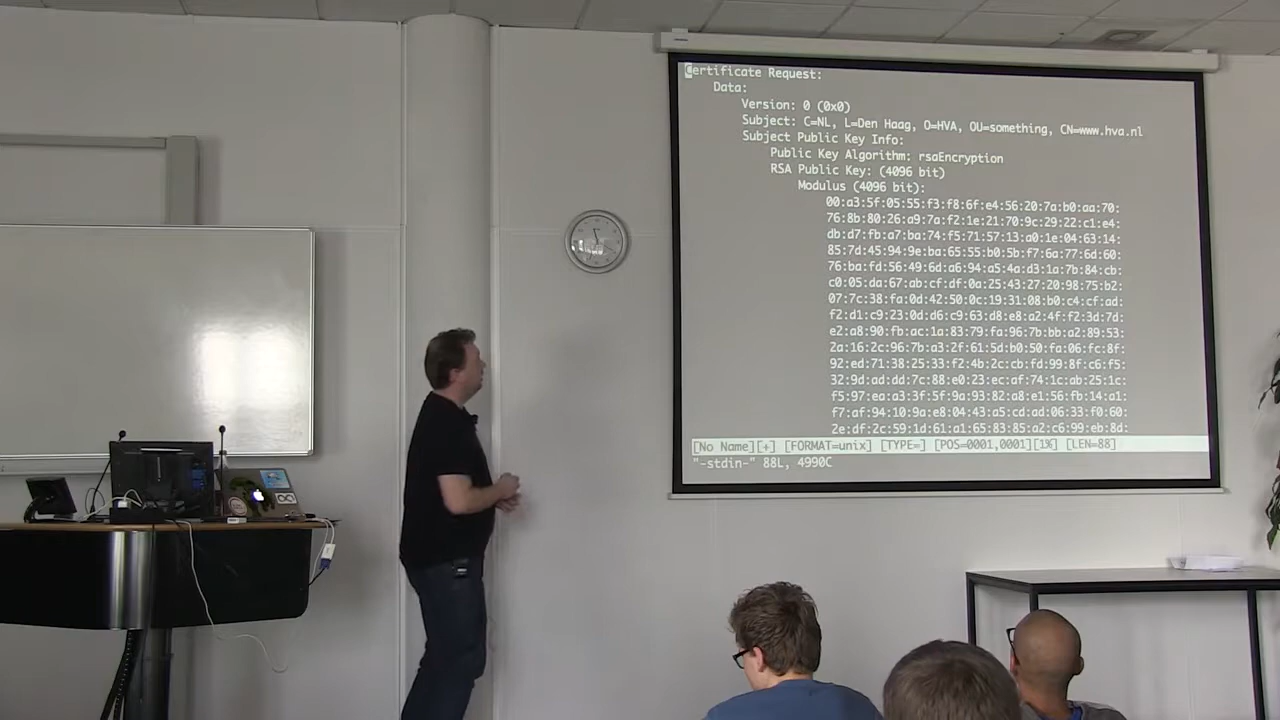 Certificate Request:
Data:
Version: 0 (0x0)
Subject: C=NL, L=Den Haag, O=HVA, OU=something, CN=www.hva.nl
Subject Public Key Info:
Public Key Algorithm: rsaEncryption
RSA Public Key: (4096 bit)
Modulus (4096 bit):
00:a3:5f:05:55:f3:f8:6f:e4:56:20:7a:b0:aa:70:
76:8b:80:26:a9:7a:f2:1e:21:70:9c:29:22:c1:e4:
db:d7:fb:a7:ba:74:f5:71:57:13:a0:1e:04:63:14:
85:7d:45:94:9e:ba:65:55:b0:5b:f7:6a:77:6d:60:
76:ba:fd:56:49:6d:a6:94:a5:4a:d3:1a:7b:84:cb:
c0:05:da:67:ab:cf:df:0a:25:43:27:20:98:75:b2:
07:7c:38:fa:0d:42:50:0c:19:31:08:b0:c4:cf:ad:
f2:d1:c9:23:0d:d6:c9:63:d8:e8:a2:4f:f2:3d:7d:
e2:a8:90:fb:ac:1a:83:79:fa:96:7b:bb:a2:89:53:
2a:16:2c:96:7b:a3:2f:61:5d:b0:50:fa:06:fc:8f:
92:ed:71:38:25:33:f2:4b:2c:cb:fd:99:8f:c6:f5:
32:9d:ad:dd:7c:88:e0:23:ec:af:74:1c:ab:25:1c:
f5:97:ea:a3:3f:5f:9a:93:82:a8:e1:56:fb:14:a1:
f7:af:94:10:9a:e8:04:43:a5:cd:ad:06:33:f0:60:
2e:df:2c:59:1d:61:a1:65:83:85:a2:c6:99:eb:8d:
[No Name][+] [FORMAT=unix] [TYPE=] [POS=0001,0001][1%] [LEN=88]
"-stdin-" 88L, 4990C